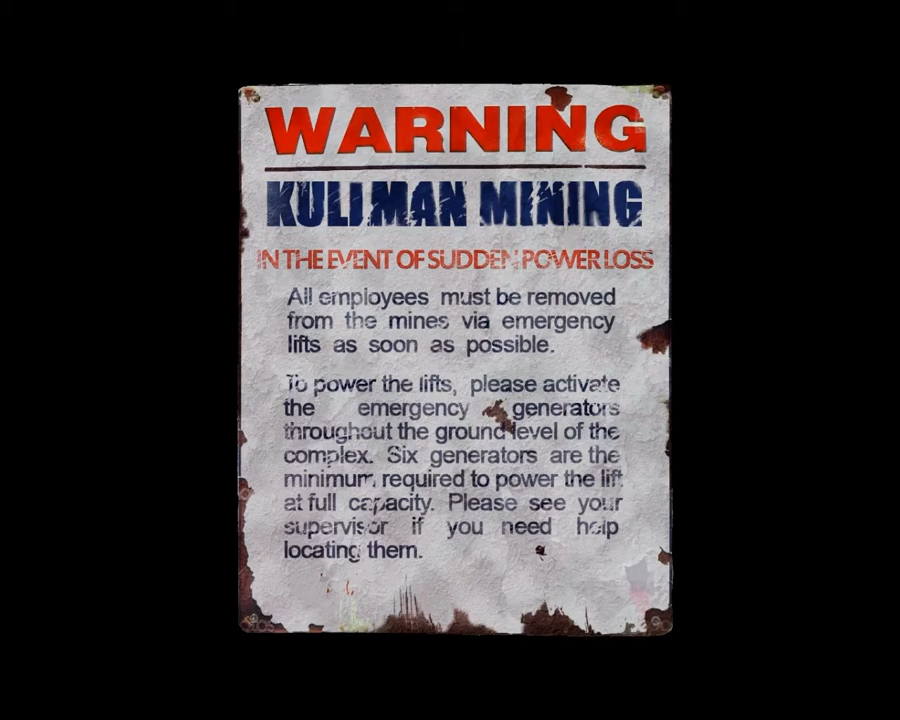 WARNING
KULLMAN MINING
IN THE EVENT OF SUDDEN POWER LOSS
All employees must be removed
from the mines via emergency
lifts as soon as possible.
To power the lifts, please activate
the emergency generators
throughout the ground level of the
complex. Six generators are the
minimum required to power the lift
at full capacity. Please see your
supervisor if you need help
locating them.